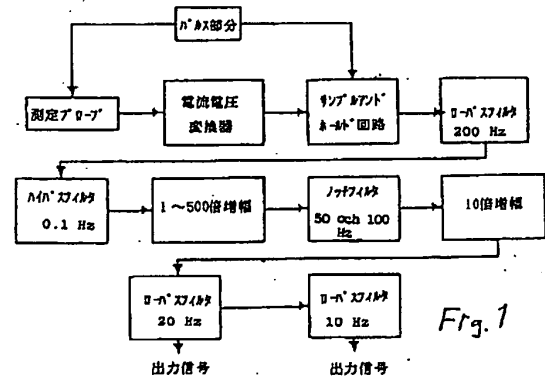 パルス部分
測定プローブ
電流電圧
変換器
サンプルアンド
ホールド回路
ローパスフィルタ
200 Hz
ハイパスフィルタ
0.1 Hz
1～500倍増幅
ノッチフィルタ
50 och 100
Hz
10倍増幅
ローパスフィルタ
20 Hz
ローパスフィルタ
10 Hz
Fig.1
出力信号
出力信号